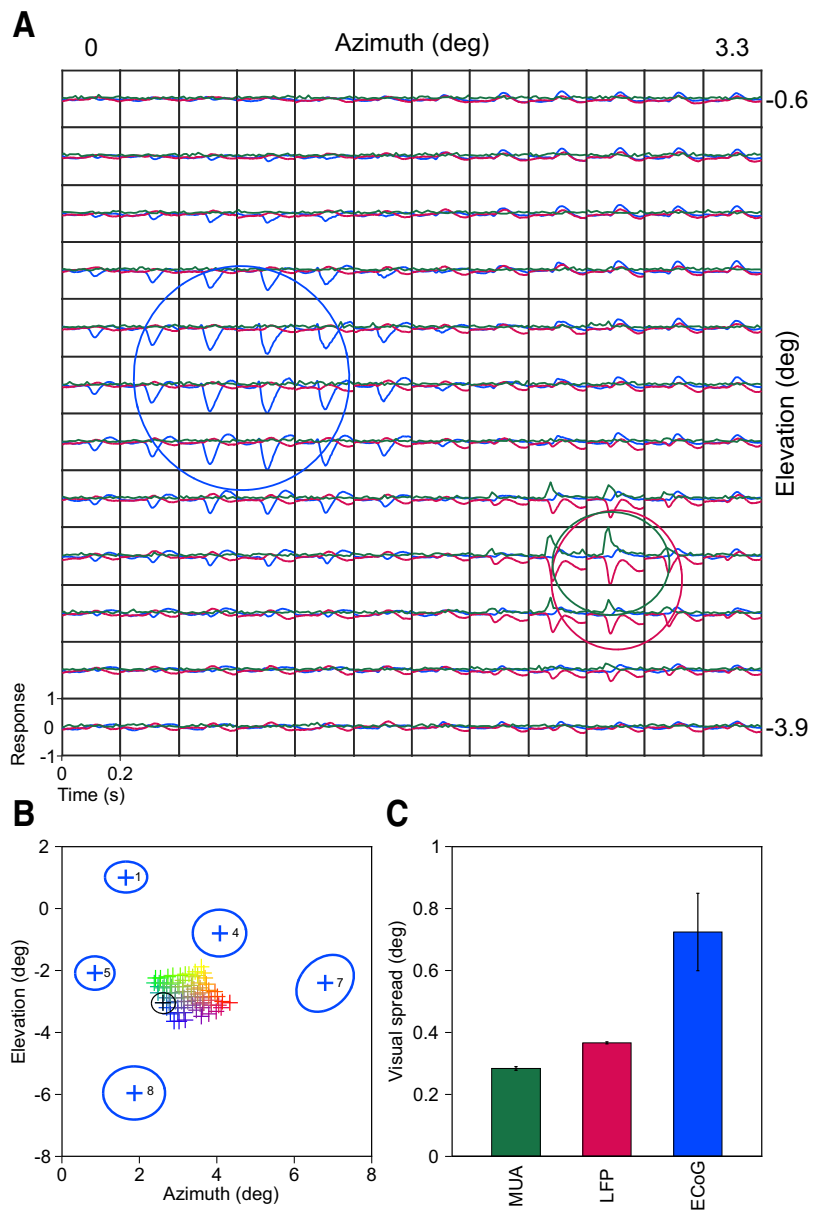 A
0 Azimuth (deg) 3.3
-0.6
Elevation (deg)
-3.9
Response
1
0
-1
0 0.2
Time (s)
B
Elevation (deg)
2
0
-2
-4
-6
-8
1
4
5
7
8
0 2 4 6 8
Azimuth (deg)
C
Visual spread (deg)
1
0.8
0.6
0.4
0.2
0
MUA
LFP
ECoG